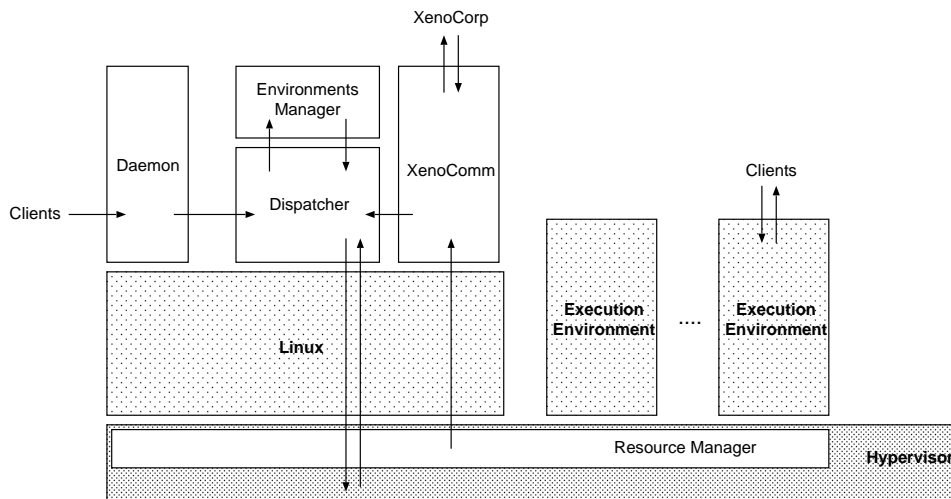 XenoCorp
Environments
Manager
Daemon
XenoComm
Clients
Dispatcher
Clients
Execution
Environment
....
Execution
Environment
Linux
Resource Manager
Hypervisor